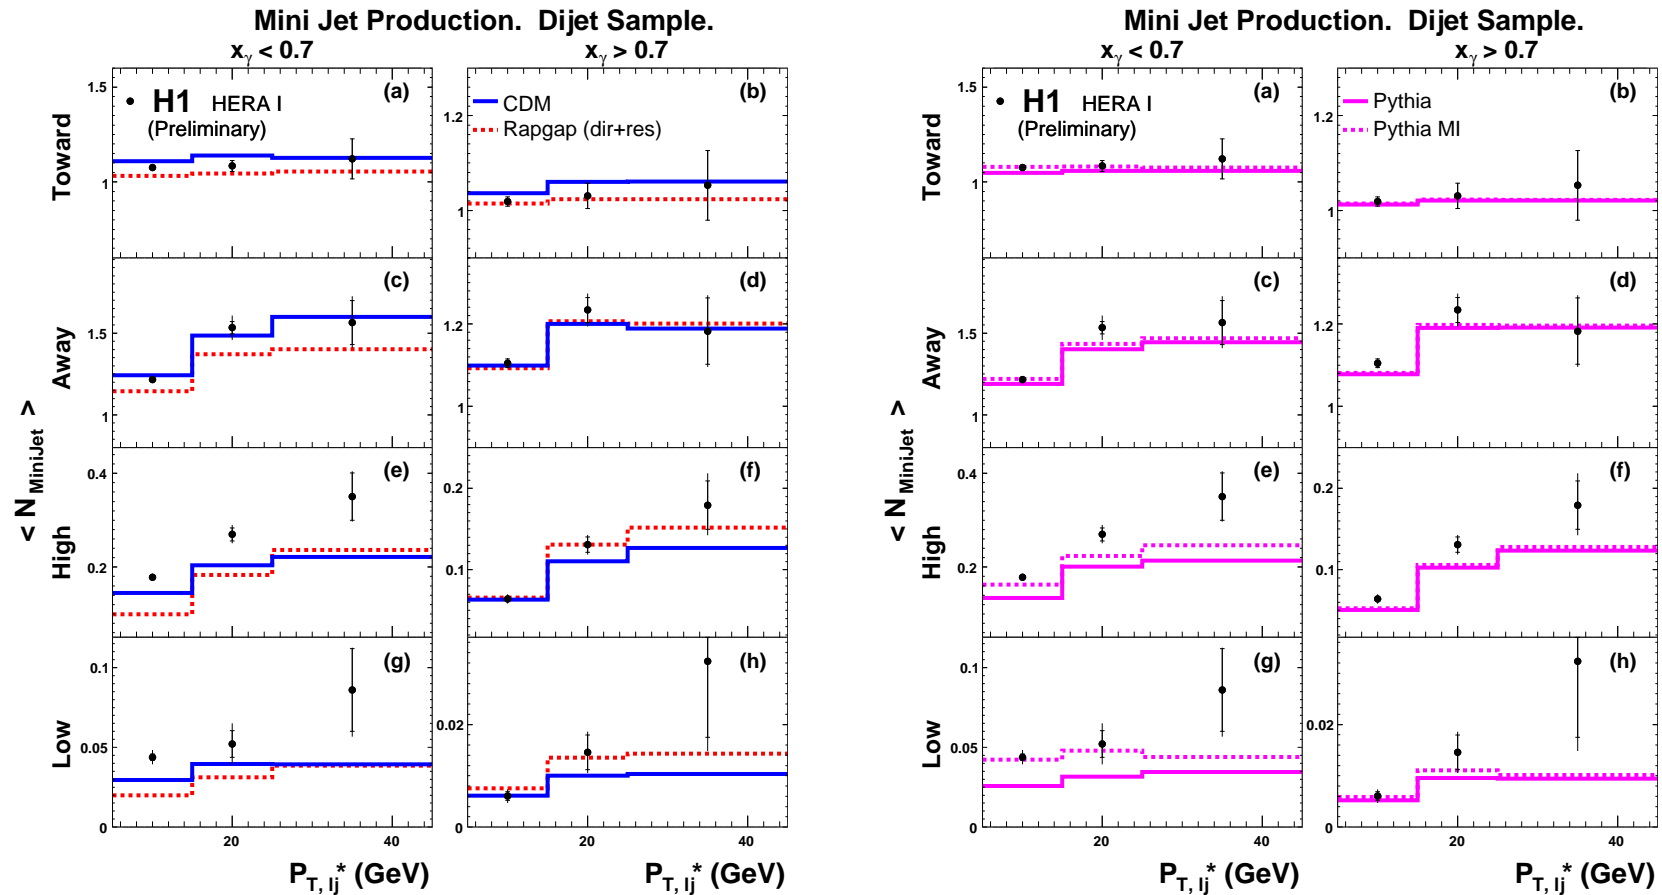 Mini Jet Production. Dijet Sample.
xγ < 0.7
xγ > 0.7
Toward
1.5
1
H1 HERA I
(Preliminary)
(a)
1.2
1
CDM
Rapgap (dir+res)
(b)
Away
1.5
1
(c)
1.2
1
(d)
< N MiniJet >
High
0.4
0.2
(e)
0.2
0.1
(f)
Low
0.1
0.05
0
(g)
0.02
0
(h)
20 40
20 40
P*T, lj (GeV)
P*T, lj (GeV)
Mini Jet Production. Dijet Sample.
xγ < 0.7
xγ > 0.7
Toward
1.5
1
H1 HERA I
(Preliminary)
(a)
1.2
1
Pythia
Pythia MI
(b)
Away
1.5
1
(c)
1.2
1
(d)
< N MiniJet >
High
0.4
0.2
(e)
0.2
0.1
(f)
Low
0.1
0.05
0
(g)
0.02
0
(h)
20 40
20 40
P*T, lj (GeV)
P*T, lj (GeV)